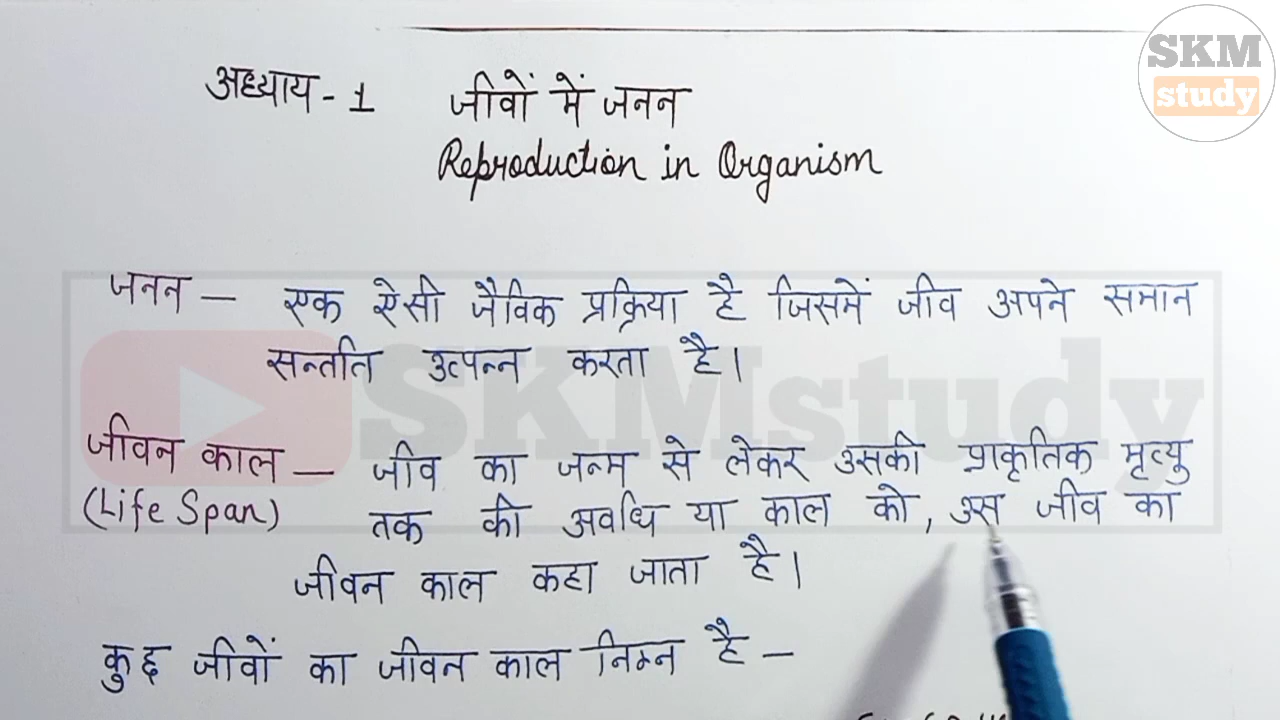 SKM
study
अध्याय - 1 जीवों में जनन
Reproduction in Organism
जनन — एक ऐसी जैविक प्रक्रिया है जिसमें जीव अपने समान
सन्तति उत्पन्न करता है।
SKMstudy
जीवन काल — जीव का जन्म से लेकर उसकी प्राकृतिक मृत्यु
(Life Span) तक की अवधि या काल को, उस जीव का
जीवन काल कहा जाता है।
कुछ जीवों का जीवन काल निम्न है —